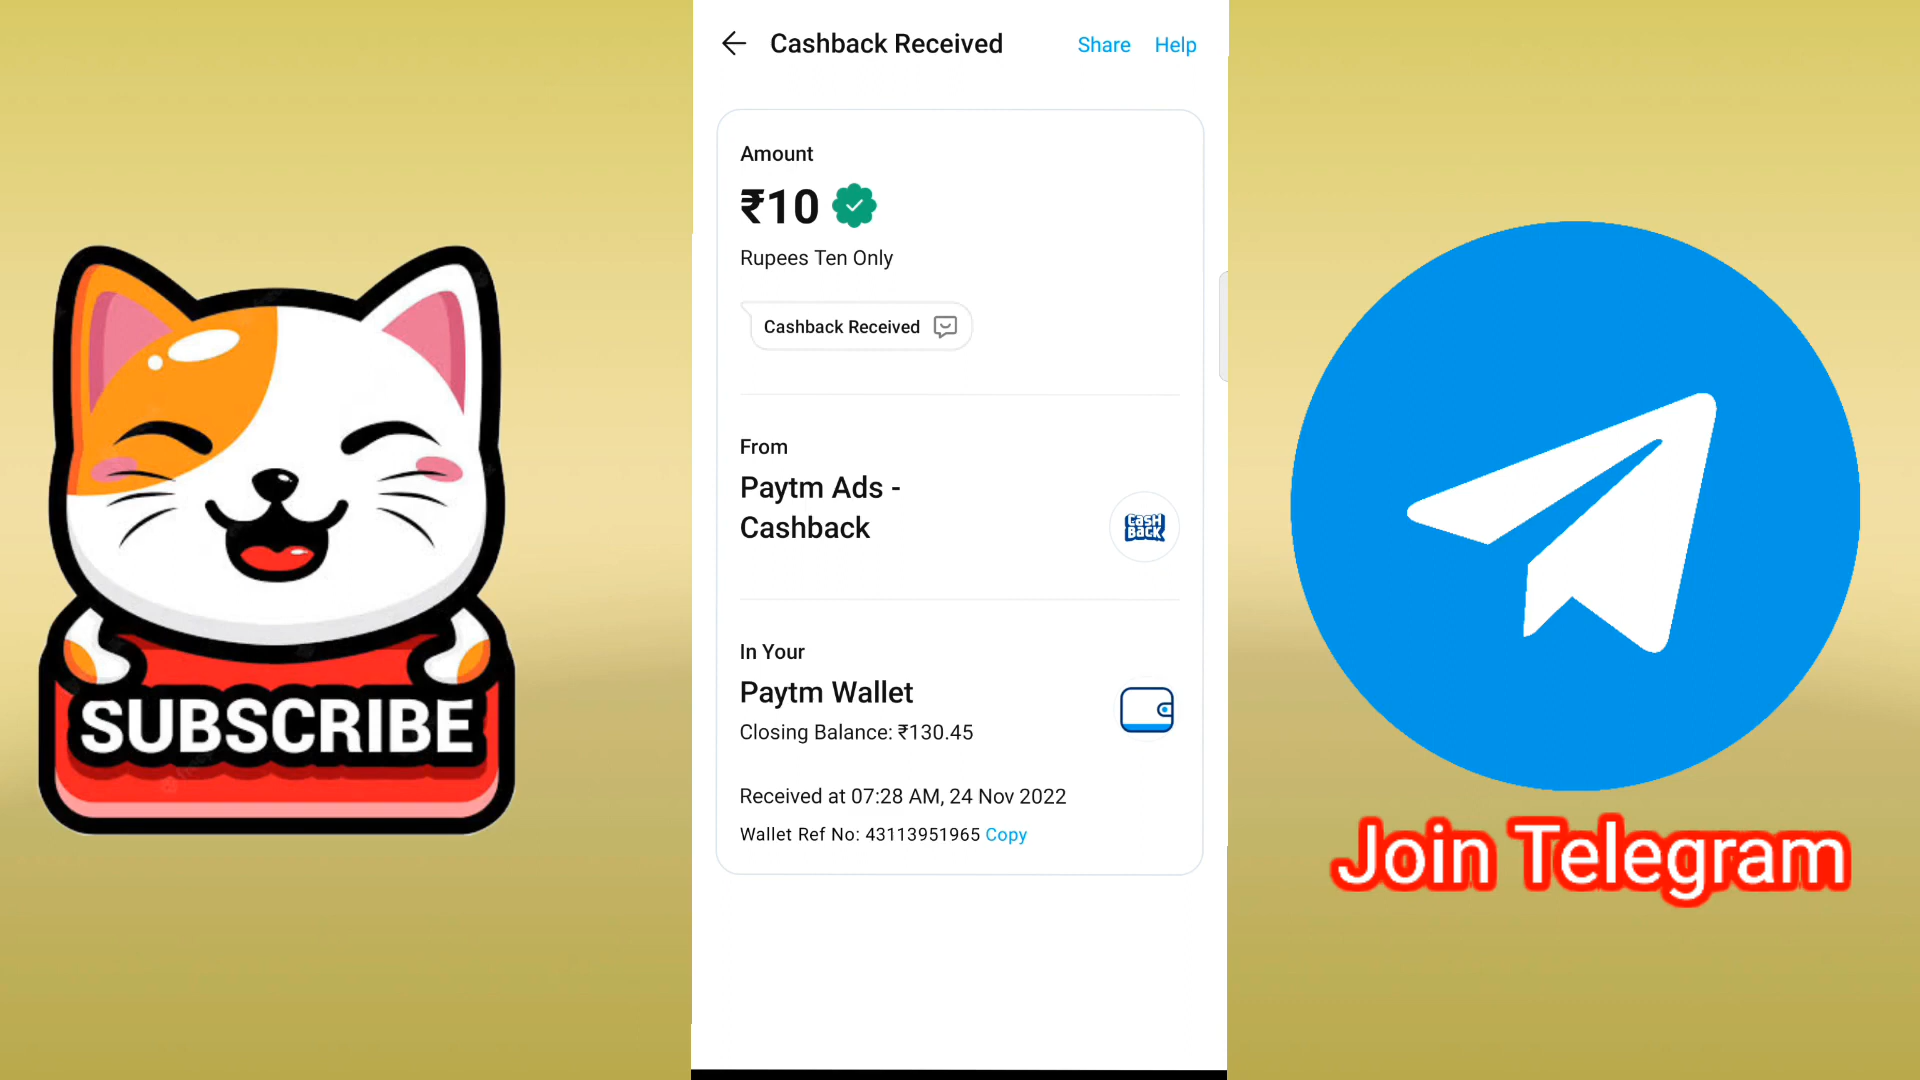 Cashback Received
Share Help
Amount
₹10
Rupees Ten Only
Cashback Received
From
Paytm Ads -
Cashback
CASH
BACK
In Your
Paytm Wallet
Closing Balance: ₹130.45
Received at 07:28 AM, 24 Nov 2022
Wallet Ref No: 43113951965 Copy
SUBSCRIBE
Join Telegram